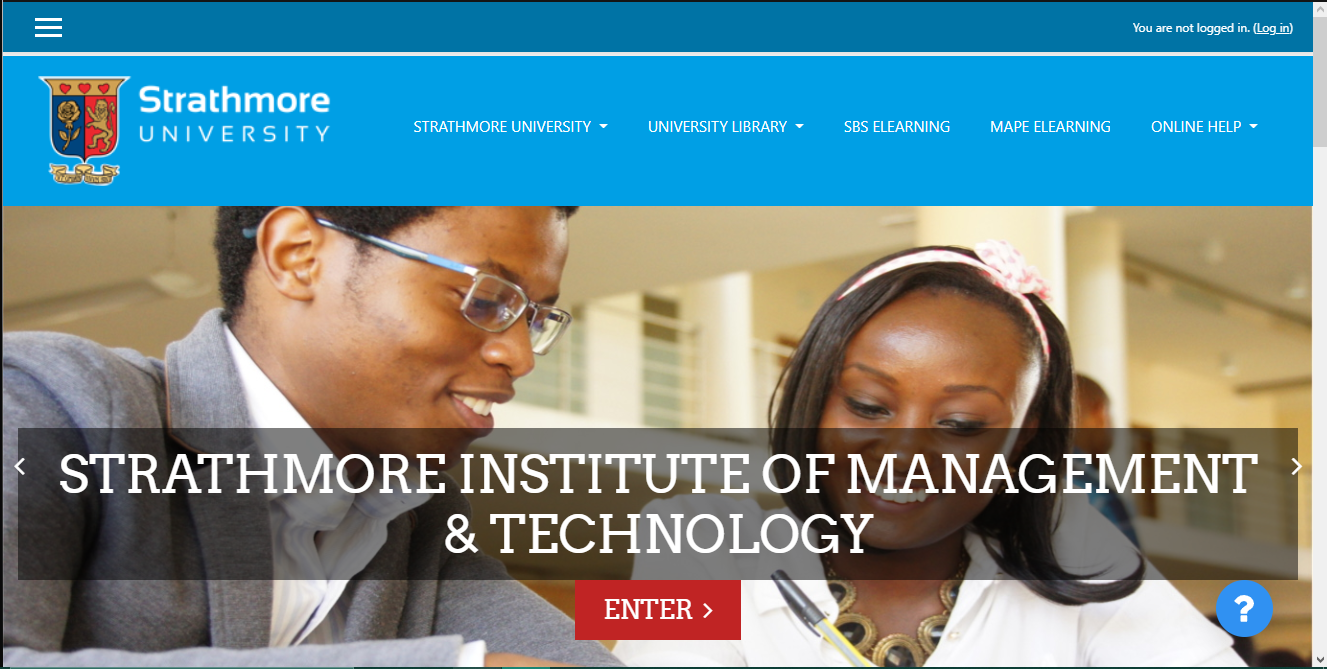 You are not logged in. (Log in)
Strathmore
UNIVERSITY
STRATHMORE UNIVERSITY
UNIVERSITY LIBRARY
SBS ELEARNING
MAPE ELEARNING
ONLINE HELP
STRATHMORE INSTITUTE OF MANAGEMENT
& TECHNOLOGY
ENTER
?